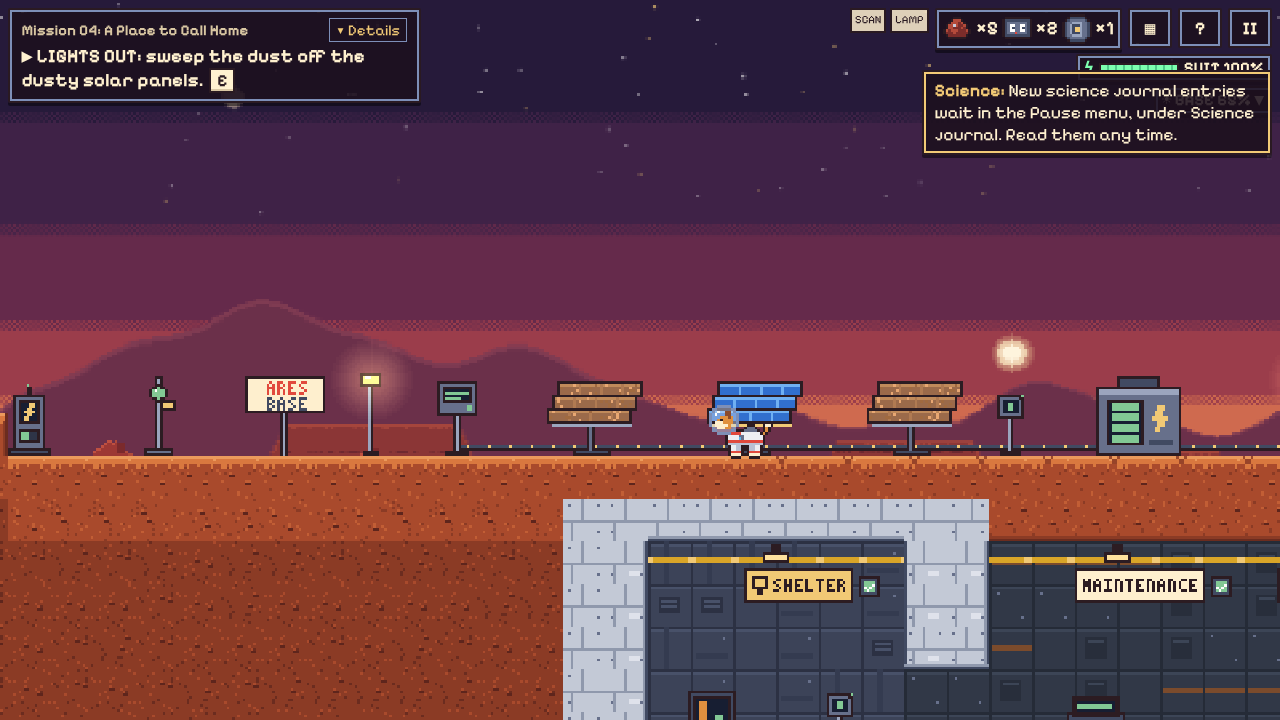 Mission 04: A Place to Call Home
▾ Details
▶ LIGHTS OUT: sweep the dust off the
dusty solar panels. E
SCAN
LAMP
×9
×2
×1
?
II
SUIT 100%
Science: New science journal entries
wait in the Pause menu, under Science
Journal. Read them any time.
ARES
BASE
SHELTER
MAINTENANCE